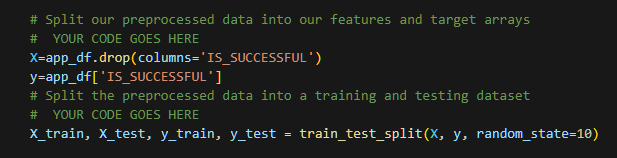 # Split our preprocessed data into our features and target arrays
#  YOUR CODE GOES HERE
X=app_df.drop(columns='IS_SUCCESSFUL')
y=app_df['IS_SUCCESSFUL']
# Split the preprocessed data into a training and testing dataset
#  YOUR CODE GOES HERE
X_train, X_test, y_train, y_test = train_test_split(X, y, random_state=10)